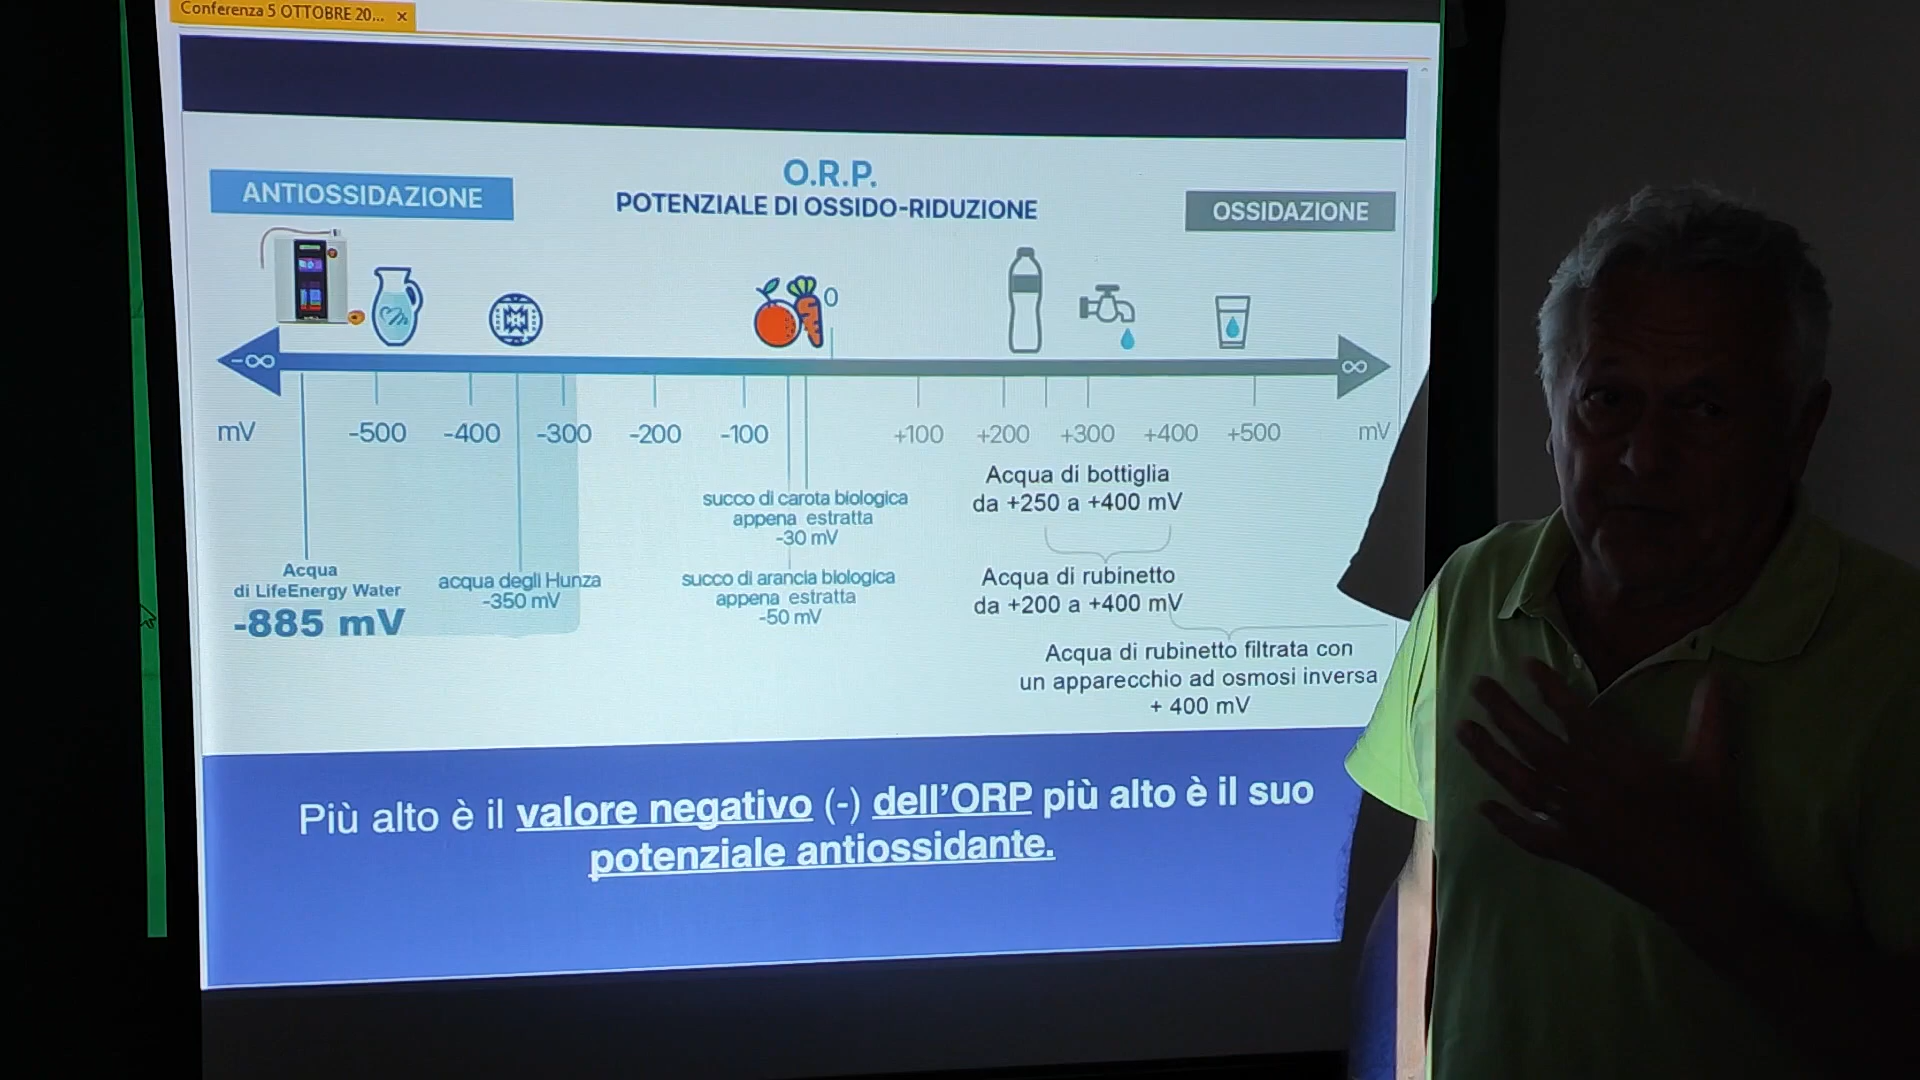 Conferenza 5 OTTOBRE 20... ×
ANTIOSSIDAZIONE
O.R.P.
POTENZIALE DI OSSIDO-RIDUZIONE
OSSIDAZIONE
0
-∞
∞
mV
-500
-400
-300
-200
-100
+100
+200
+300
+400
+500
mV
Acqua
di LifeEnergy Water
-885 mV
acqua degli Hunza
-350 mV
succo di carota biologica
appena estratta
-30 mV
succo di arancia biologica
appena estratta
-50 mV
Acqua di bottiglia
da +250 a +400 mV
Acqua di rubinetto
da +200 a +400 mV
Acqua di rubinetto filtrata con
un apparecchio ad osmosi inversa
+ 400 mV
Più alto è il valore negativo (-) dell'ORP più alto è il suo
potenziale antiossidante.